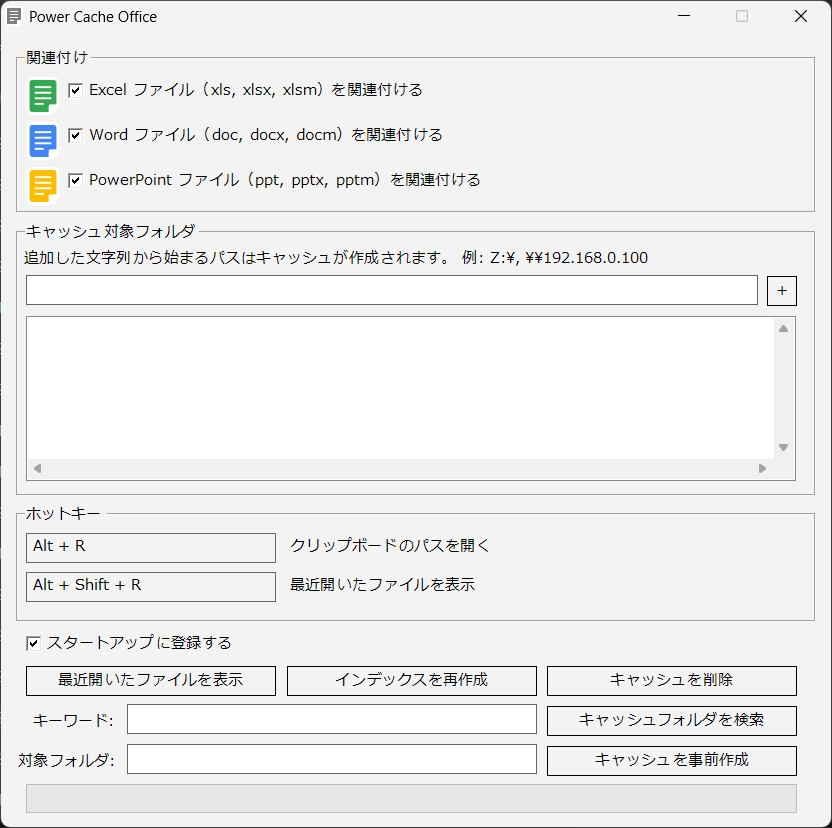 Power Cache Office
関連付け
Excel ファイル（xls, xlsx, xlsm）を関連付ける
Word ファイル（doc, docx, docm）を関連付ける
PowerPoint ファイル（ppt, pptx, pptm）を関連付ける
キャッシュ対象フォルダ
追加した文字列から始まるパスはキャッシュが作成されます。 例: Z:¥, ¥¥192.168.0.100
+
ホットキー
Alt + R クリップボードのパスを開く
Alt + Shift + R 最近開いたファイルを表示
スタートアップに登録する
最近開いたファイルを表示 インデックスを再作成 キャッシュを削除
キーワード: キャッシュフォルダを検索
対象フォルダ: キャッシュを事前作成